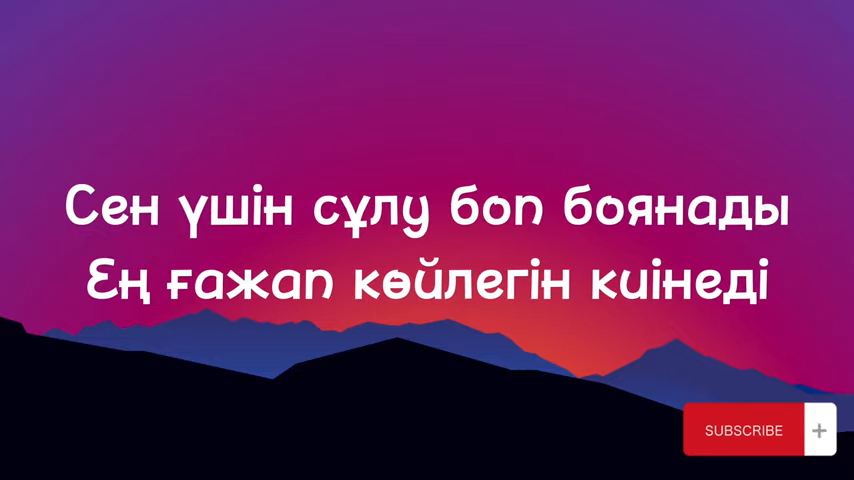 Сен үшін сұлу боп боянады
Ең ғажап көйлегін киінеді
SUBSCRIBE +